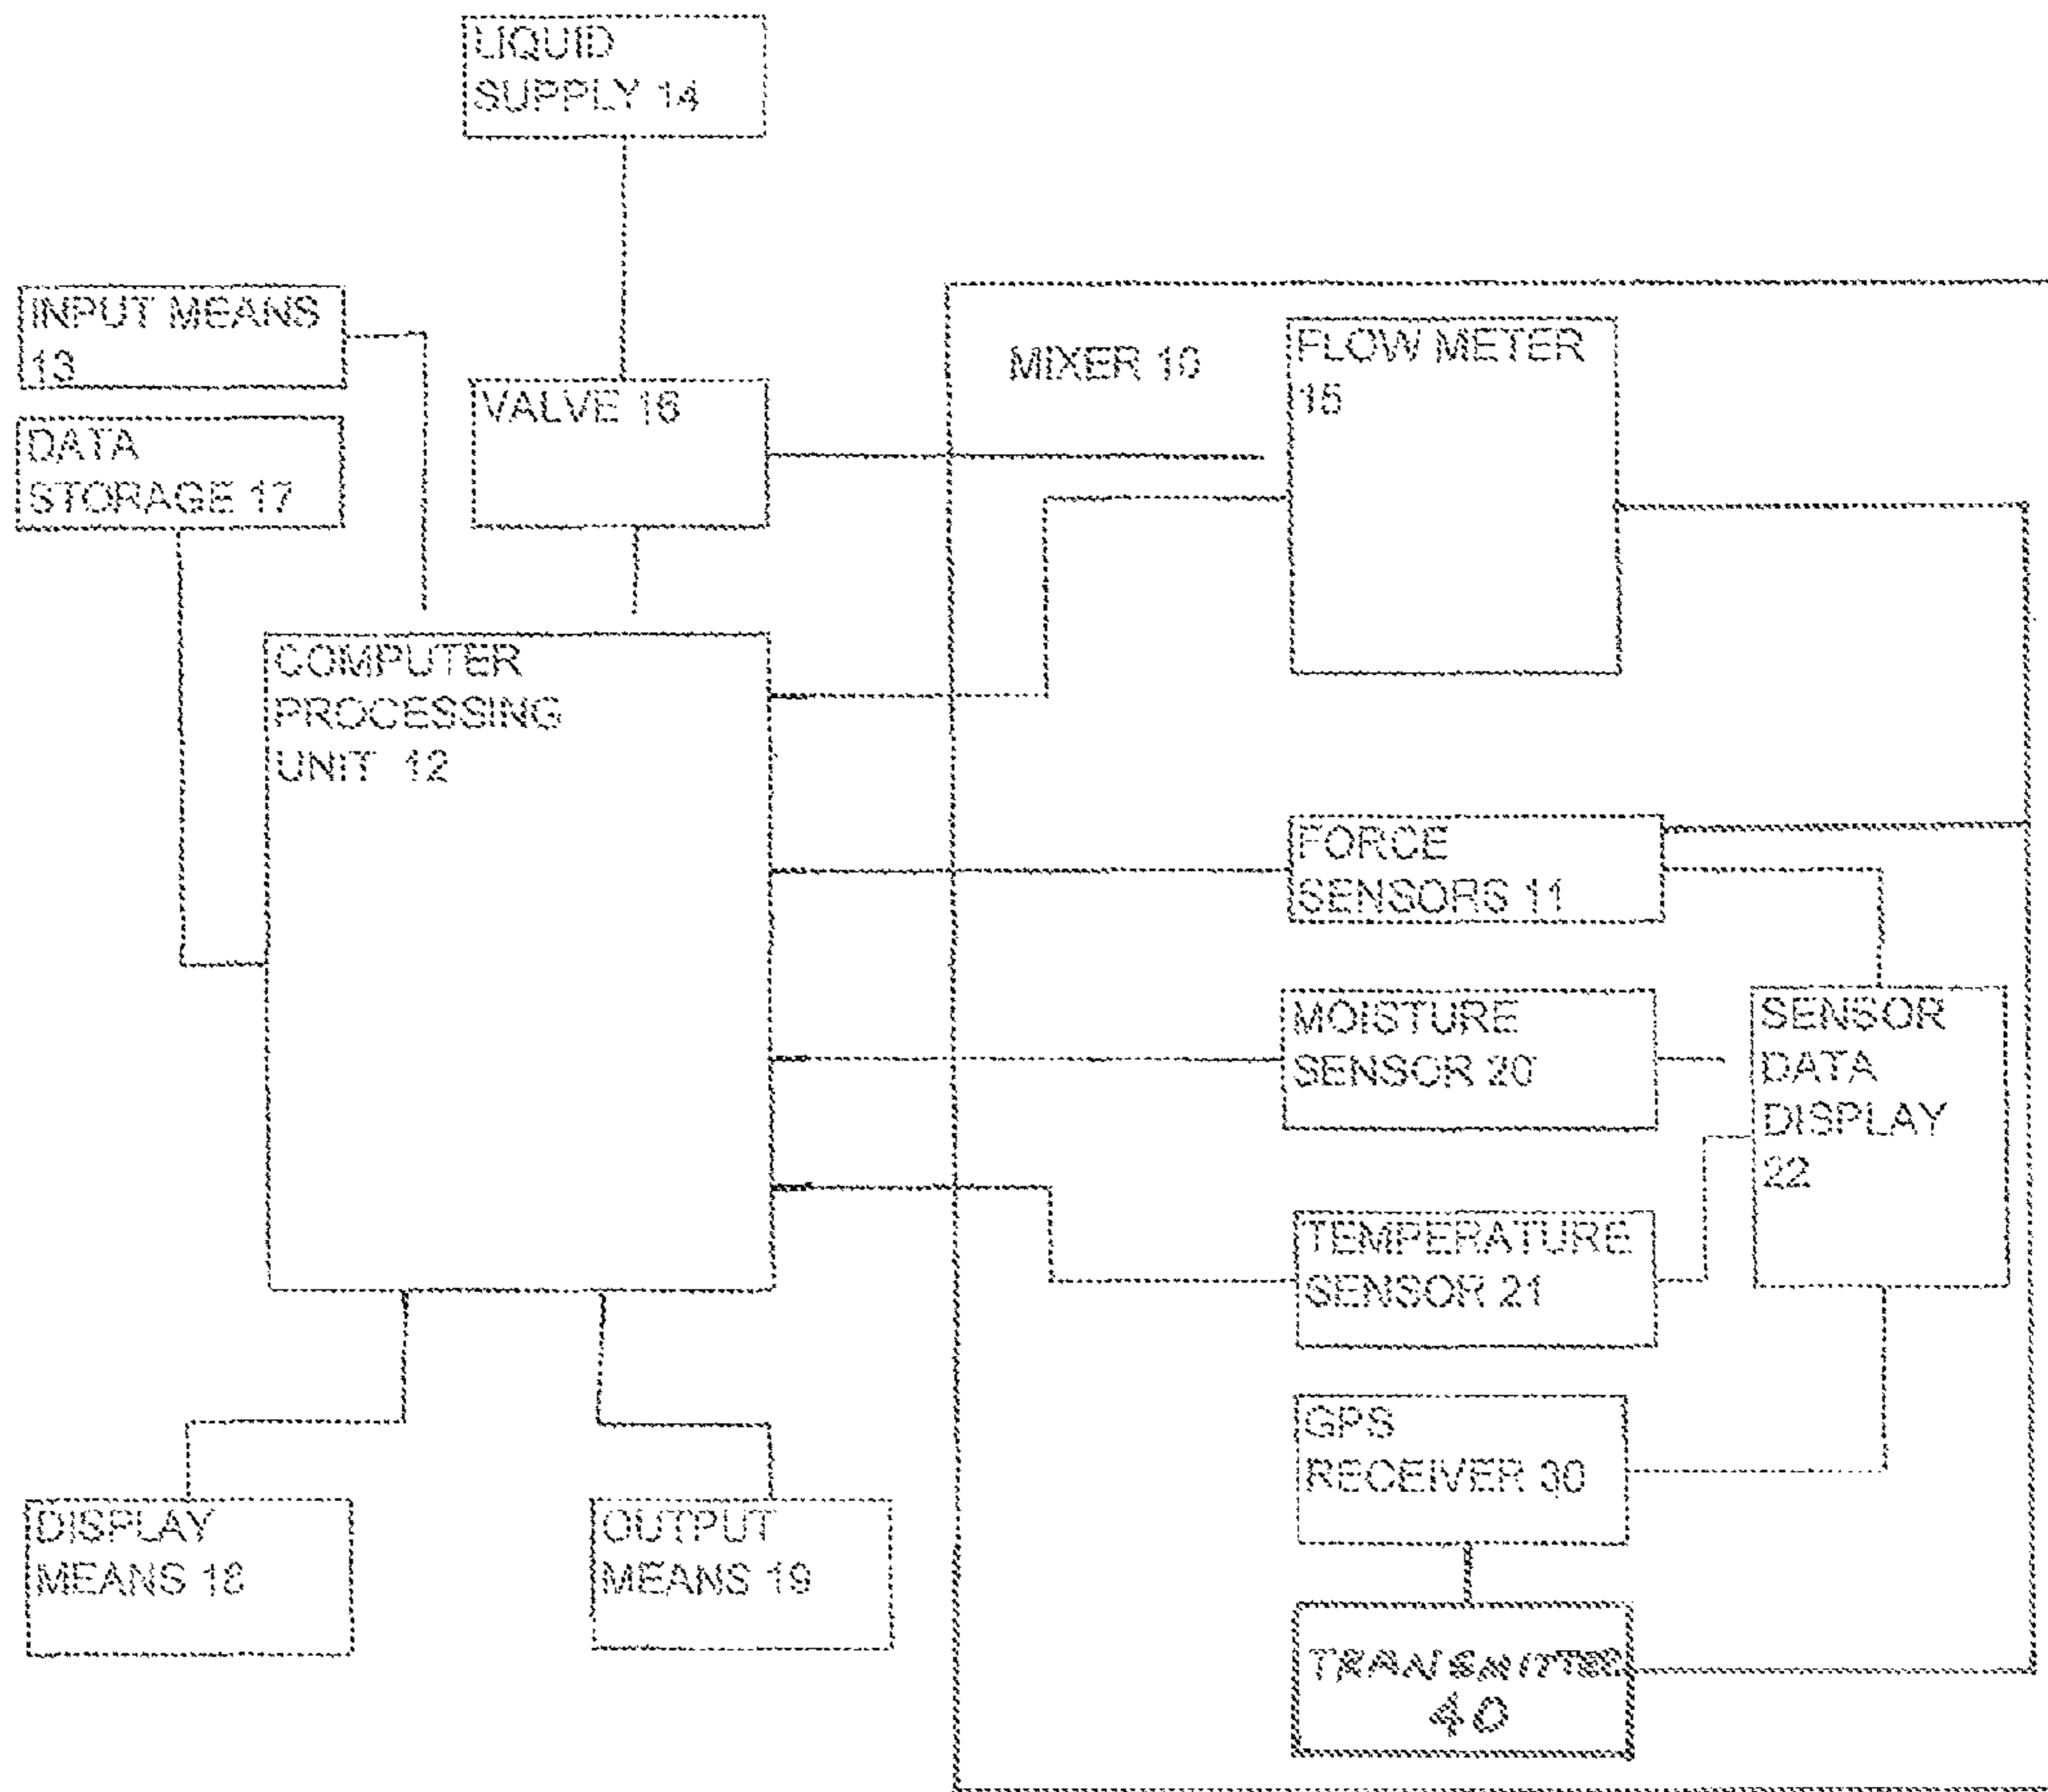 LIQUID
SUPPLY 14
INPUT MEANS
13
DATA
STORAGE 17
VALVE 16
MIXER 10
FLOW METER
15
COMPUTER
PROCESSING
UNIT 12
FORCE
SENSORS 11
MOISTURE
SENSOR 20
SENSOR
DATA
DISPLAY
22
TEMPERATURE
SENSOR 21
GPS
RECEIVER 30
DISPLAY
MEANS 18
OUTPUT
MEANS 19
TRANSMITTER
40